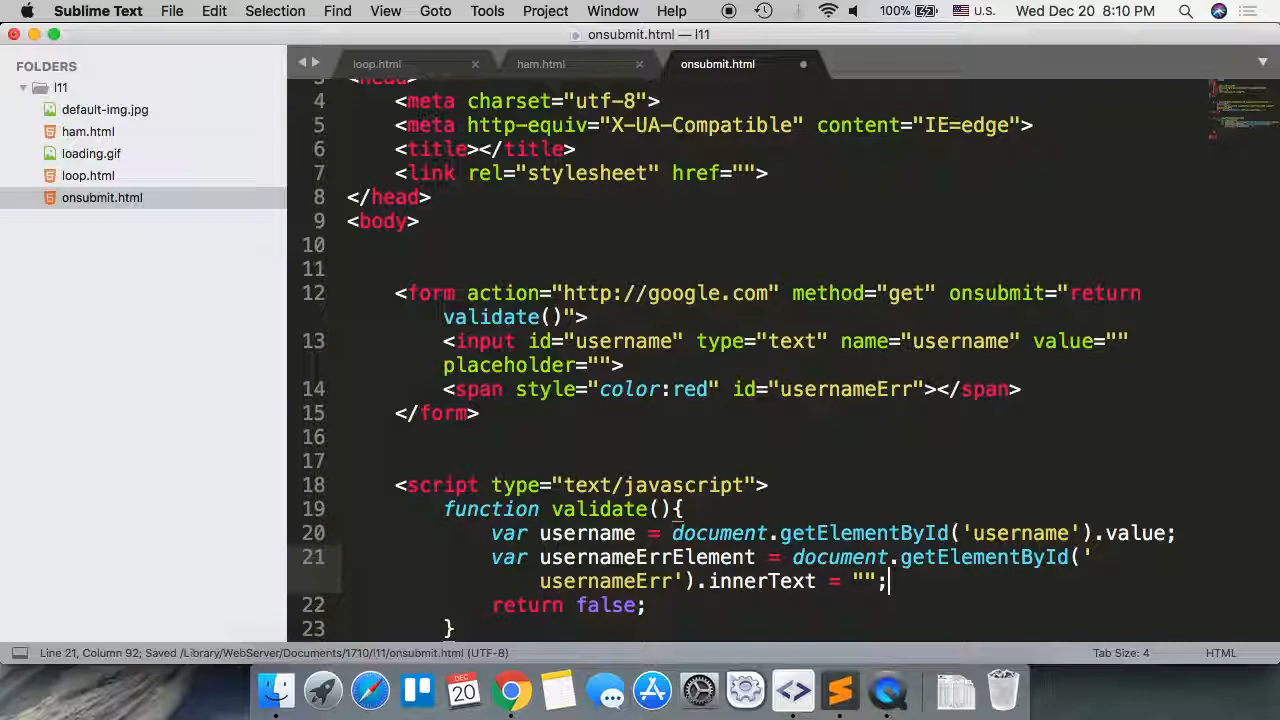 Sublime Text File Edit Selection Find View Goto Tools Project Window Help 100% U.S. Wed Dec 20 8:10 PM
onsubmit.html — l11
FOLDERS
l11
default-img.jpg
ham.html
loading.gif
loop.html
onsubmit.html
loop.html × ham.html × onsubmit.html
3 <head>
4 <meta charset="utf-8">
5 <meta http-equiv="X-UA-Compatible" content="IE=edge">
6 <title></title>
7 <link rel="stylesheet" href="">
8 </head>
9 <body>
10
11
12 <form action="http://google.com" method="get" onsubmit="return
validate()">
13 <input id="username" type="text" name="username" value=""
placeholder="">
14 <span style="color:red" id="usernameErr"></span>
15 </form>
16
17
18 <script type="text/javascript">
19 function validate(){
20 var username = document.getElementById('username').value;
21 var usernameErrElement = document.getElementById('
usernameErr').innerText = "";
22 return false;
23 }
Line 21, Column 92; Saved /Library/WebServer/Documents/1710/l11/onsubmit.html (UTF-8) Tab Size: 4 HTML
DEC
20